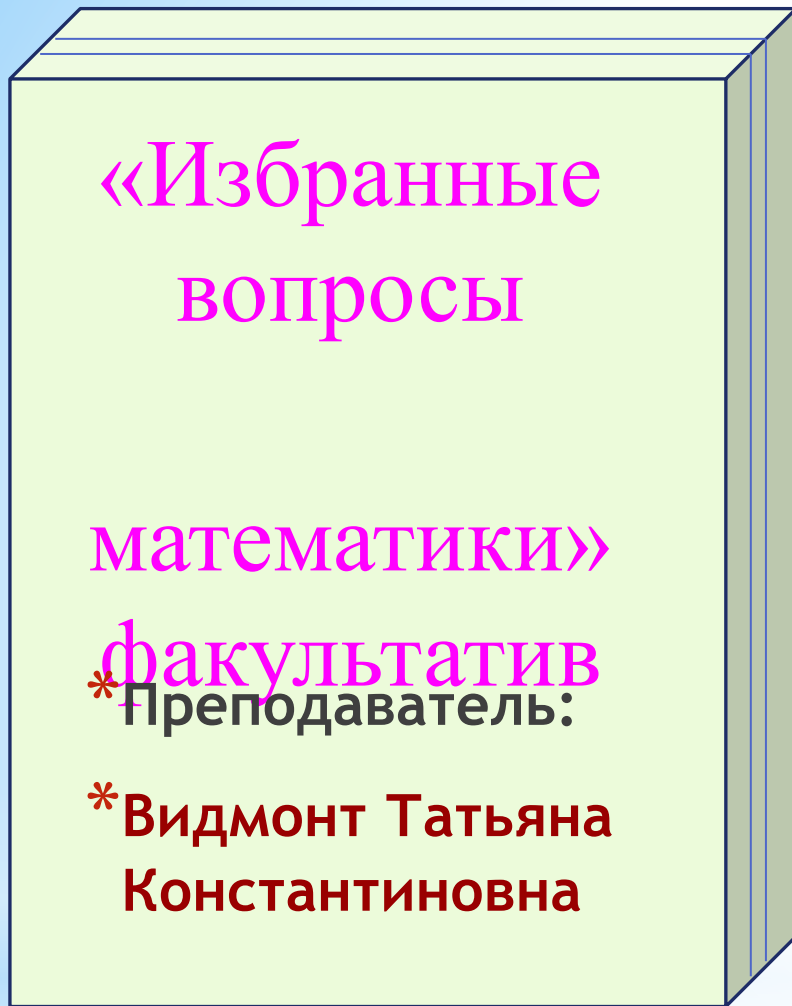 «Избранные
вопросы
математики»
факультатив
*Преподаватель:
*Видмонт Татьяна
Константиновна